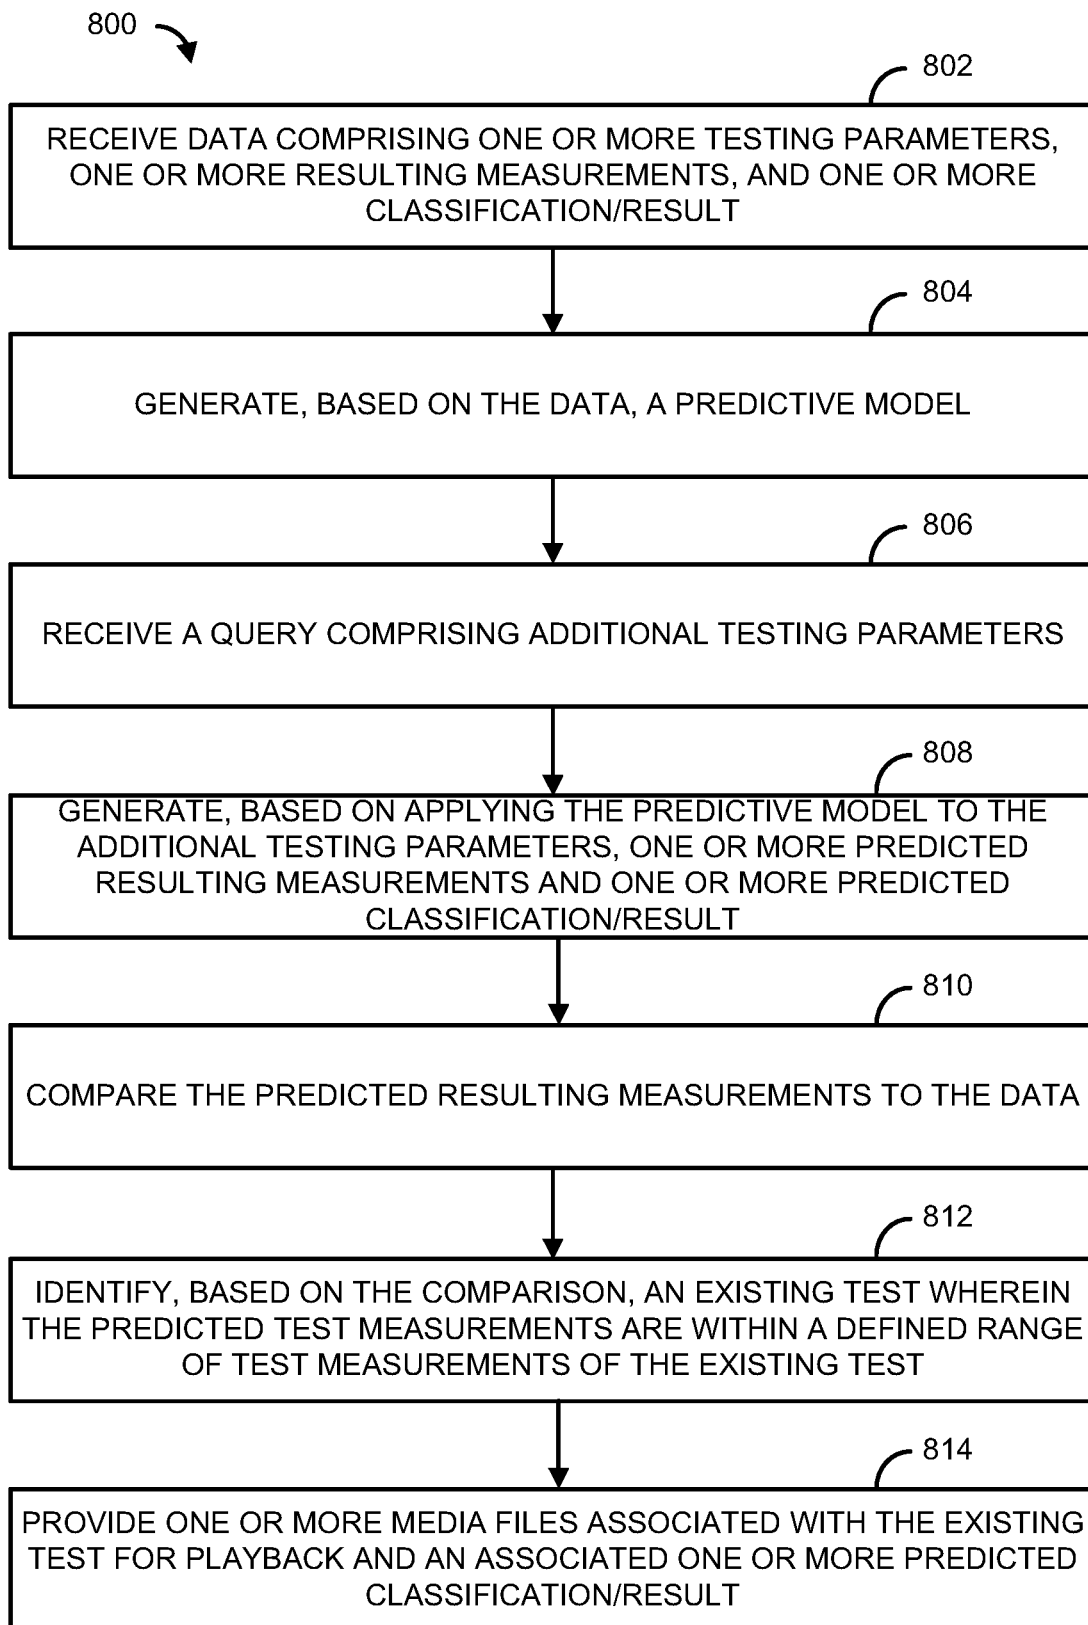 800
802
RECEIVE DATA COMPRISING ONE OR MORE TESTING PARAMETERS,
ONE OR MORE RESULTING MEASUREMENTS, AND ONE OR MORE
CLASSIFICATION/RESULT
804
GENERATE, BASED ON THE DATA, A PREDICTIVE MODEL
806
RECEIVE A QUERY COMPRISING ADDITIONAL TESTING PARAMETERS
808
GENERATE, BASED ON APPLYING THE PREDICTIVE MODEL TO THE
ADDITIONAL TESTING PARAMETERS, ONE OR MORE PREDICTED
RESULTING MEASUREMENTS AND ONE OR MORE PREDICTED
CLASSIFICATION/RESULT
810
COMPARE THE PREDICTED RESULTING MEASUREMENTS TO THE DATA
812
IDENTIFY, BASED ON THE COMPARISON, AN EXISTING TEST WHEREIN
THE PREDICTED TEST MEASUREMENTS ARE WITHIN A DEFINED RANGE
OF TEST MEASUREMENTS OF THE EXISTING TEST
814
PROVIDE ONE OR MORE MEDIA FILES ASSOCIATED WITH THE EXISTING
TEST FOR PLAYBACK AND AN ASSOCIATED ONE OR MORE PREDICTED
CLASSIFICATION/RESULT